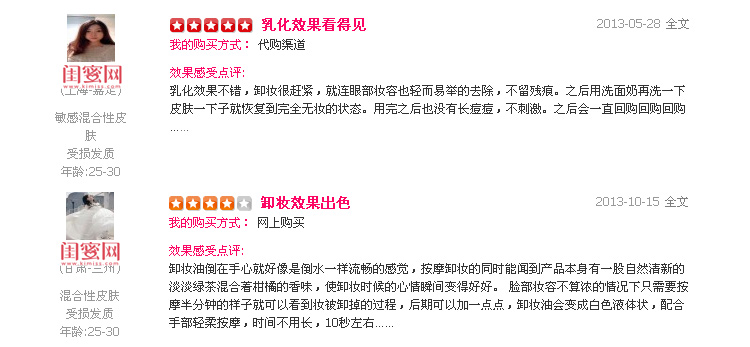 乳化效果看得见
2013-05-28 全文
我的购买方式： 代购渠道
闺蜜网
www.kimiss.com
(上海-嘉定)
效果感受点评:
乳化效果不错，卸妆很赶紧，就连眼部妆容也轻而易举的去除，不留残痕。之后用洗面奶再洗一下
皮肤一下子就恢复到完全无妆的状态。用完之后也没有长痘痘，不刺激。之后会一直回购回购回购
......
敏感混合性皮
肤
受损发质
年龄:25-30
卸妆效果出色
2013-10-15 全文
我的购买方式： 网上购买
闺蜜网
www.kimiss.com
(甘肃-兰州)
效果感受点评:
卸妆油倒在手心就好像是倒水一样流畅的感觉，按摩卸妆的同时能闻到产品本身有一股自然清新的
淡淡绿茶混合着柑橘的香味，使卸妆时候的心情瞬间变得好好。 脸部妆容不算浓的情况下只需要按
摩半分钟的样子就可以看到妆被卸掉的过程，后期可以加一点点，卸妆油会变成白色液体状，配合
手部轻柔按摩，时间不用长，10秒左右......
混合性皮肤
受损发质
年龄:25-30